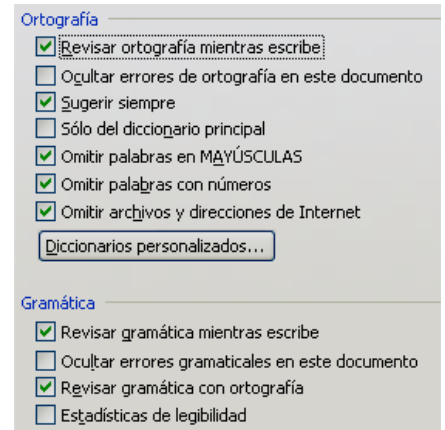 Ortografía
Revisar ortografía mientras escribe
Ocultar errores de ortografía en este documento
Sugerir siempre
Sólo del diccionario principal
Omitir palabras en MAYÚSCULAS
Omitir palabras con números
Omitir archivos y direcciones de Internet
Diccionarios personalizados...
Gramática
Revisar gramática mientras escribe
Ocultar errores gramaticales en este documento
Revisar gramática con ortografía
Estadísticas de legibilidad